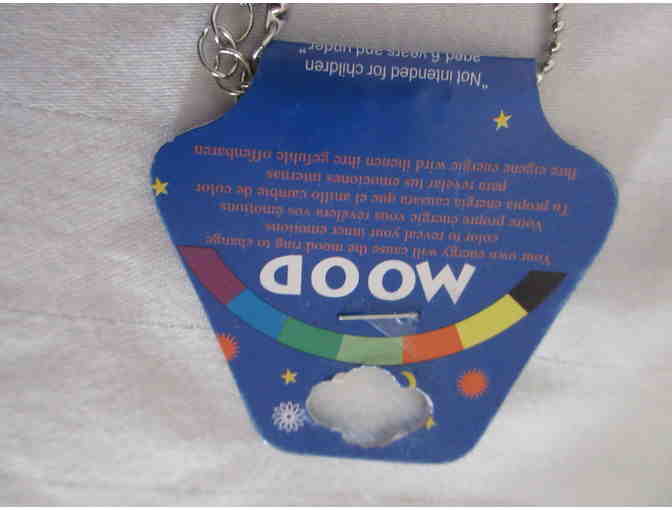 MOOD
Your own energy will cause the mood ring to change
color to reveal your inner emotions
Votre propre energie vous revelera vos emotions
Tu propia energia causara que el anillo cambie de color
para revelar tus emociones internas
Ihre eigene energie wird ihenen ihre gefuhle offenbaren
"Not intended for children
aged 6 years and under"